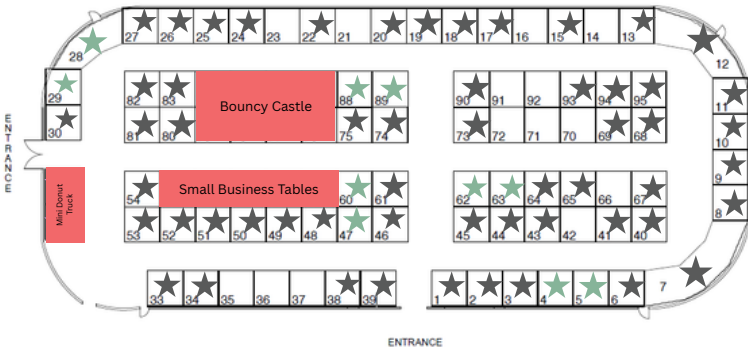 27 26 25 24 23 22 21 20 19 18 17 16 15 14 13
28
12
29
82 83 Bouncy Castle 88 89 90 91 92 93 94 95
11
30
81 80 75 74 73 72 71 70 69 68
10
ENTRANCE
9
Mini Donut
Truck
54 Small Business Tables 60 61 62 63 64 65 66 67
8
53 52 51 50 49 48 47 46 45 44 43 42 41 40
33 34 35 36 37 38 39 1 2 3 4 5 6 7
ENTRANCE